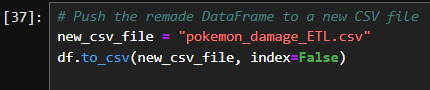 [37]: # Push the remade DataFrame to a new CSV file
new_csv_file = "pokemon_damage_ETL.csv"
df.to_csv(new_csv_file, index=False)